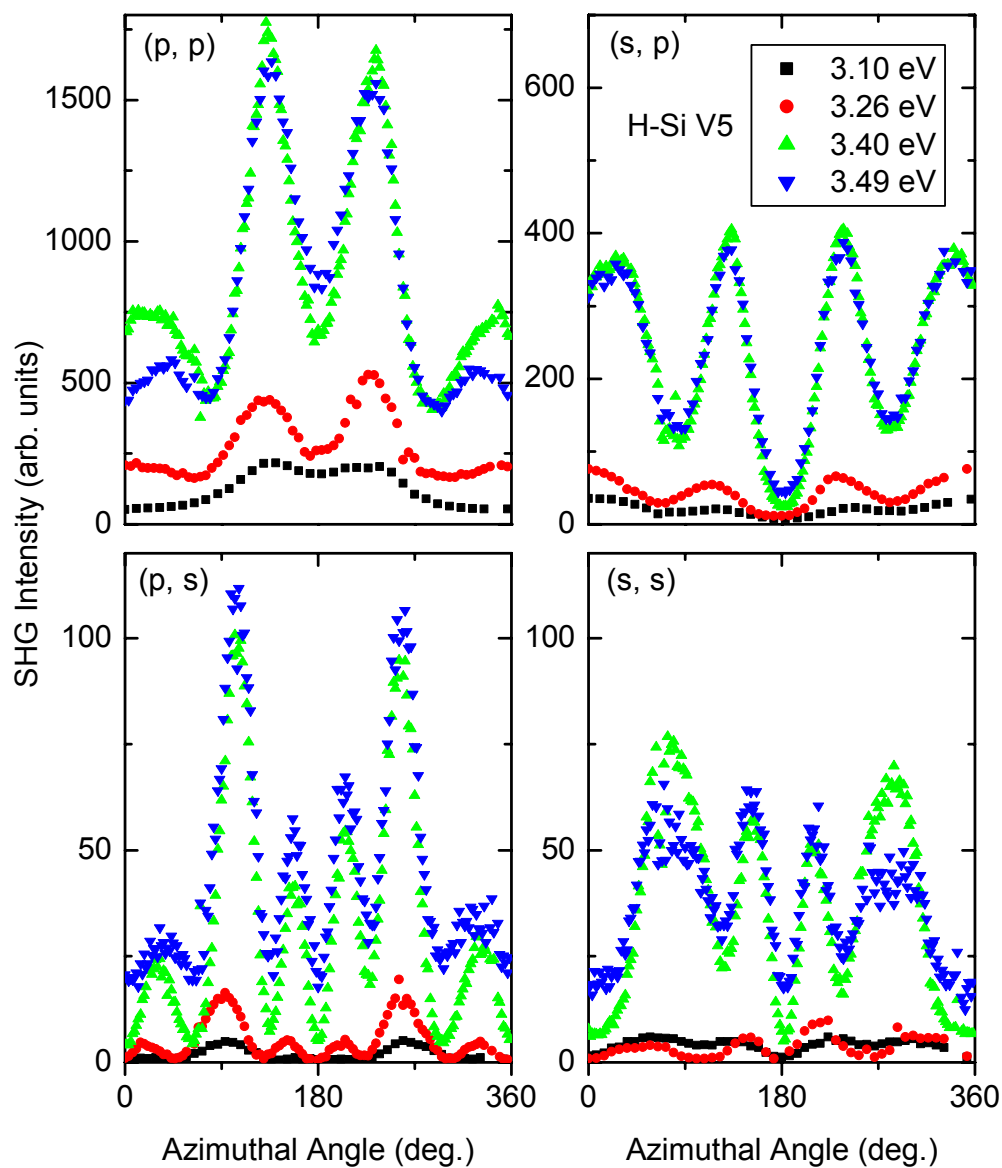 (p, p)
(s, p)
3.10 eV
3.26 eV
3.40 eV
3.49 eV
H-Si V5
1500
1000
500
0
600
400
200
0
(p, s)
(s, s)
100
50
0
100
50
0
SHG Intensity (arb. units)
0
180
360
0
180
360
Azimuthal Angle (deg.)
Azimuthal Angle (deg.)